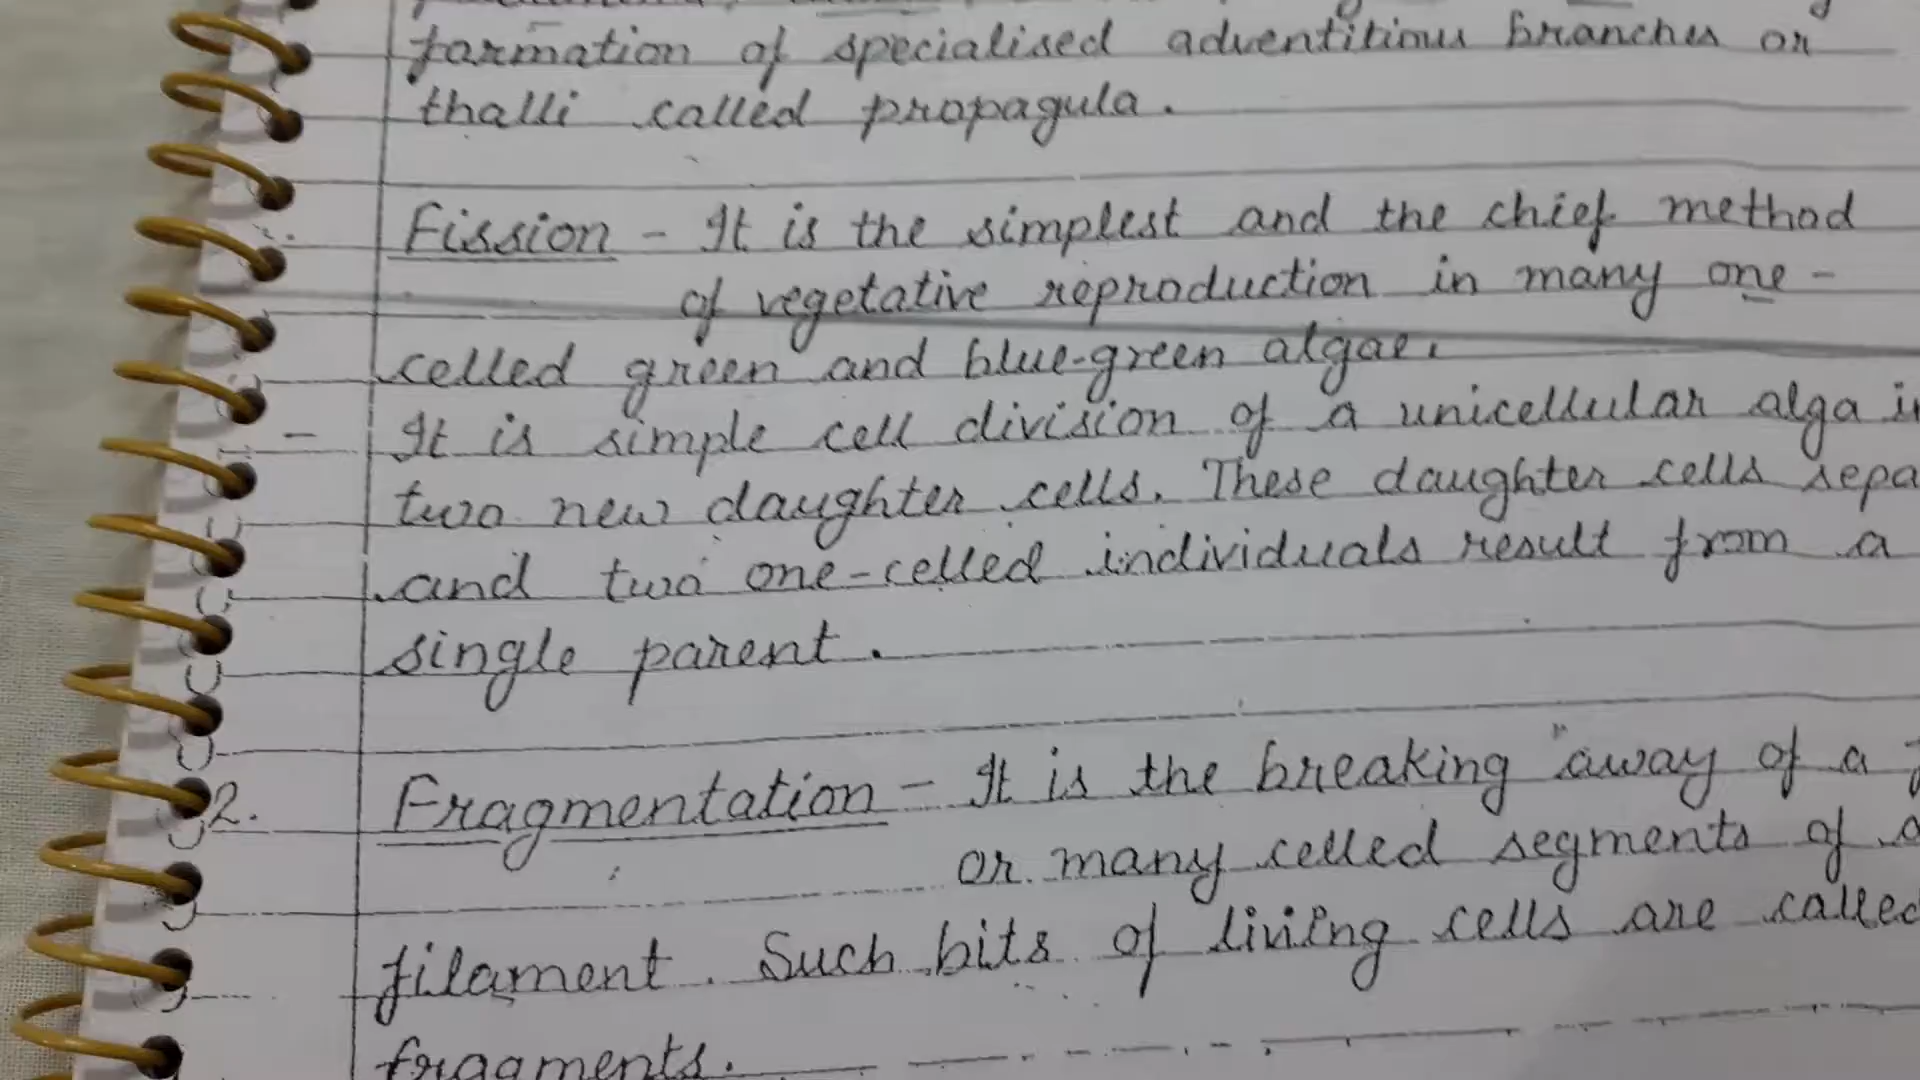 formation of specialised adventitious branches or
thalli called propagula.
Fission - It is the simplest and the chief method
of vegetative reproduction in many one-
celled green and blue-green algae.
- It is simple cell division of a unicellular alga
two new daughter cells. These daughter cells sepa
and two one-celled individuals result from a
single parent.
2. Fragmentation - It is the breaking away of a
or many celled segments of
filament. Such bits of living cells are called
fragments.